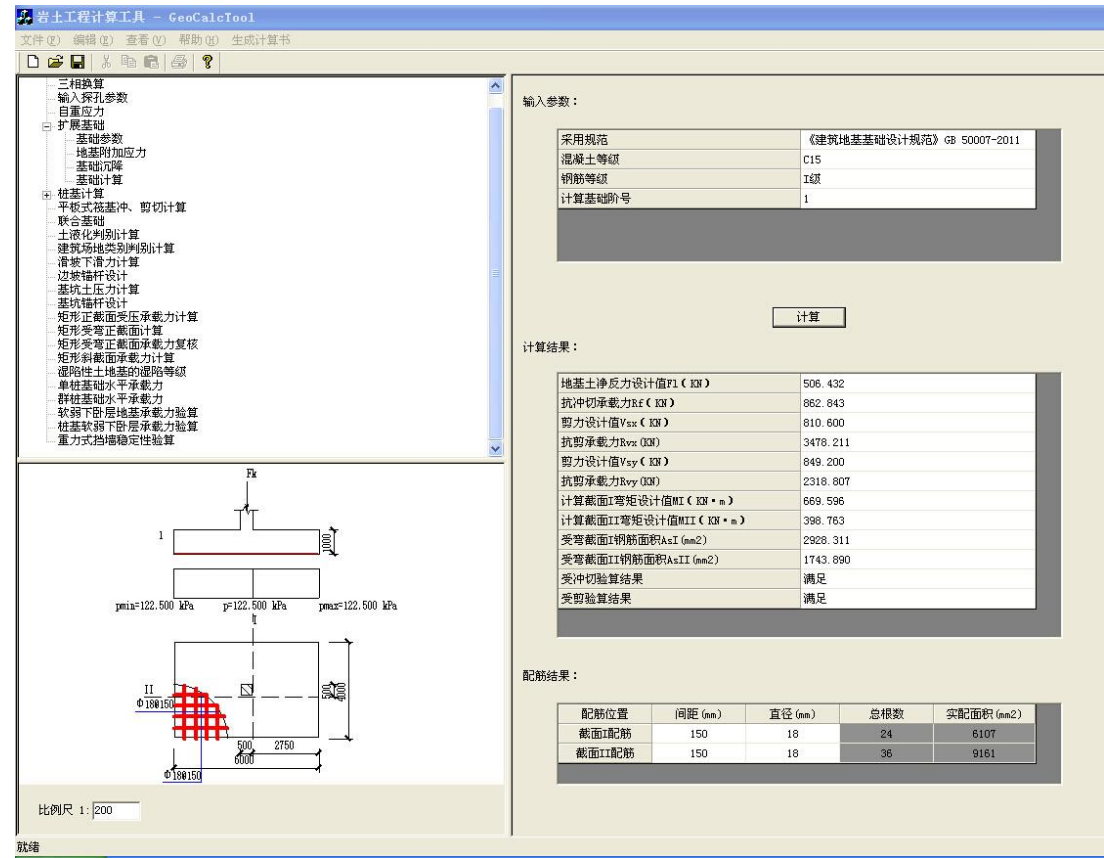 岩土工程计算工具 - GeoCalcTool
文件(F) 编辑(E) 查看(V) 帮助(H) 生成计算书
三相换算
输入探孔参数
自重应力
扩展基础
基础参数
地基附加应力
基础沉降
基础计算
桩基计算
平板式筏基冲、剪切计算
联合基础
土液化判别计算
建筑场地类别判别计算
滑坡下滑力计算
边坡锚杆设计
基坑土压力计算
基坑锚杆设计
矩形正截面受压承载力计算
矩形受弯正截面计算
矩形受弯正截面承载力复核
矩形斜截面承载力计算
湿陷性土地基的湿陷等级
单桩基础水平承载力
群桩基础水平承载力
软弱下卧层地基承载力验算
桩基软弱下卧层承载力验算
重力式挡墙稳定性验算
Fk
1
1000
pmin=122.500 kPa p=122.500 kPa pmax=122.500 kPa
II
Φ18@150
500
4000
500 2750
6000
Φ18@150
比例尺 1: 200
输入参数：
采用规范 《建筑地基基础设计规范》GB 50007-2011
混凝土等级 C15
钢筋等级 I级
计算基础阶号 1
计算
计算结果：
地基土净反力设计值Fl(KN) 506.432
抗冲切承载力Rf(KN) 862.843
剪力设计值Vsx(KN) 810.600
抗剪承载力Rvx(KN) 3478.211
剪力设计值Vsy(KN) 849.200
抗剪承载力Rvy(KN) 2318.807
计算截面I弯矩设计值MI(KN·m) 669.596
计算截面II弯矩设计值MII(KN·m) 398.763
受弯截面I钢筋面积AsI(mm2) 2928.311
受弯截面II钢筋面积AsII(mm2) 1743.890
受冲切验算结果 满足
受剪验算结果 满足
配筋结果：
配筋位置 间距(mm) 直径(mm) 总根数 实配面积(mm2)
截面I配筋 150 18 24 6107
截面II配筋 150 18 36 9161
就绪